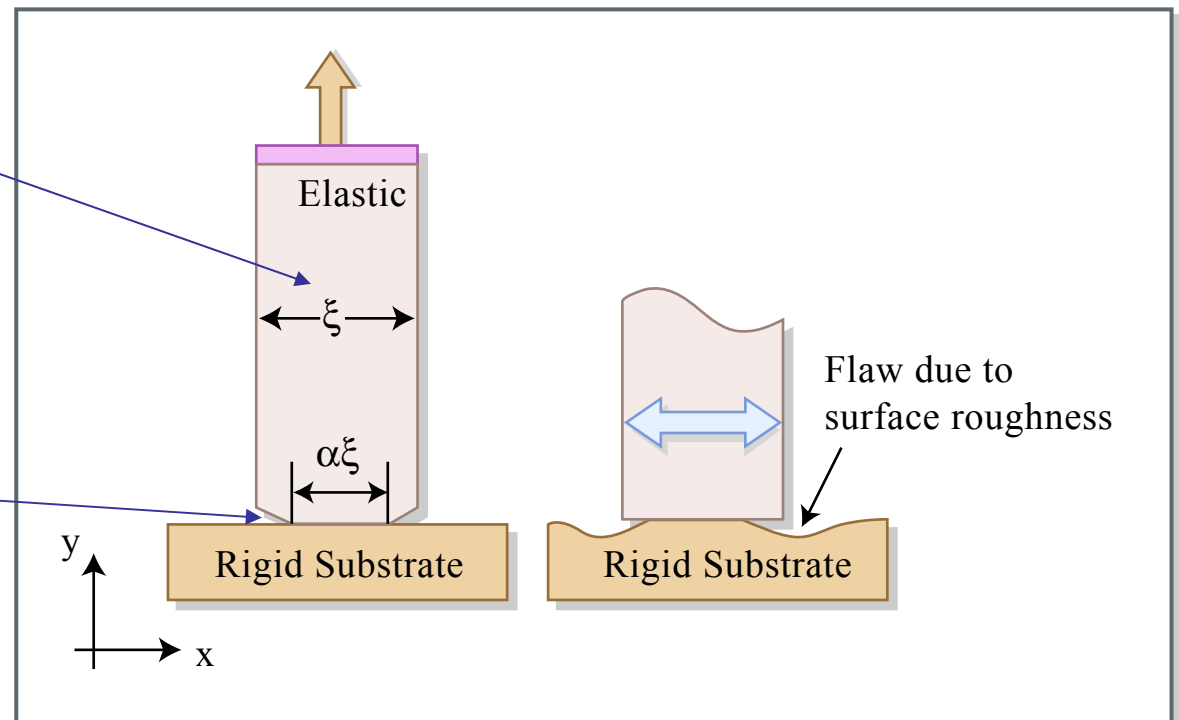 Elastic
ξ
αξ
Rigid Substrate
Flaw due to
surface roughness
Rigid Substrate
y
x